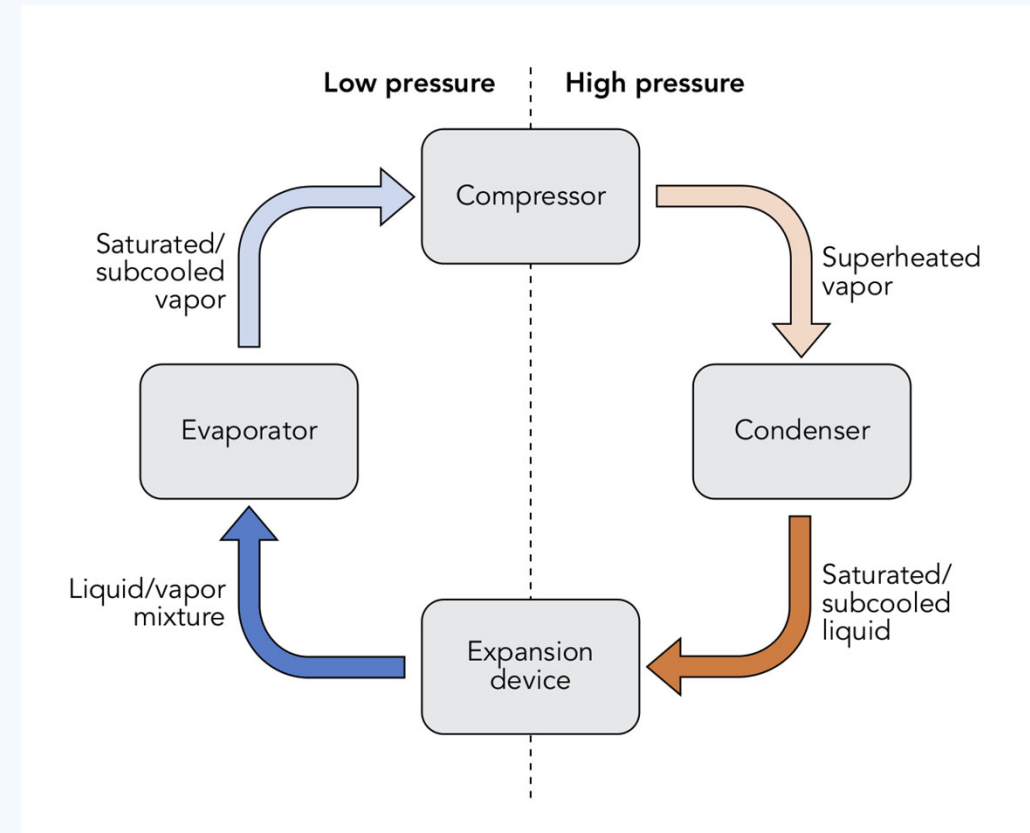 Low pressure
High pressure
Compressor
Saturated/
subcooled
vapor
Superheated
vapor
Evaporator
Condenser
Liquid/vapor
mixture
Expansion
device
Saturated/
subcooled
liquid